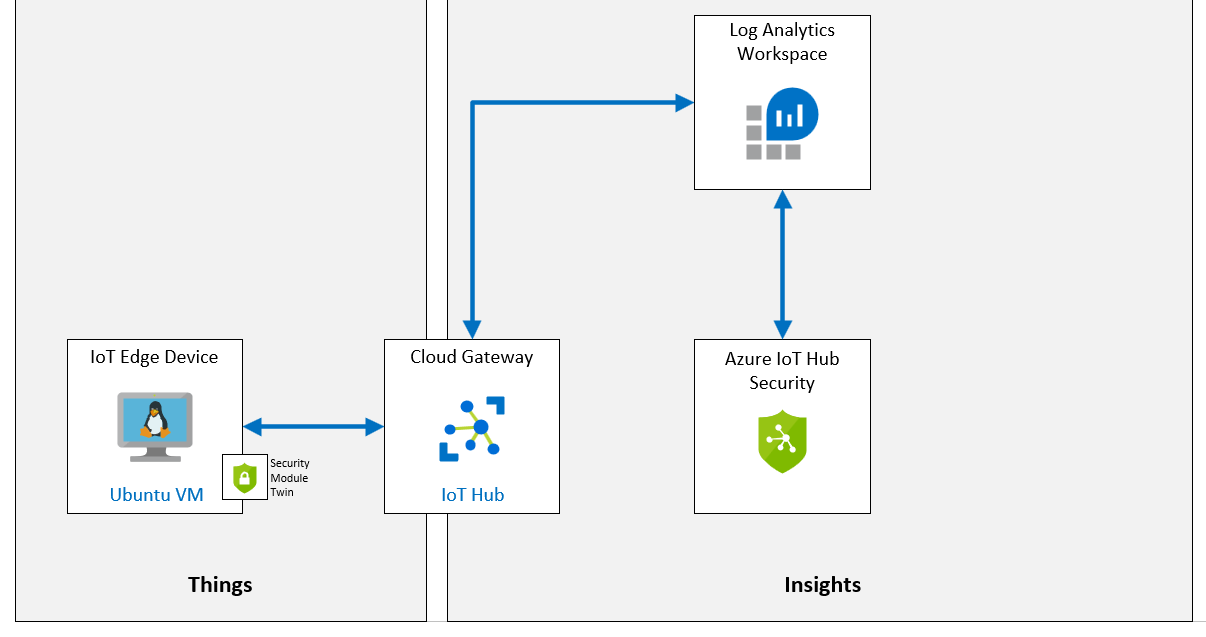 Log Analytics
Workspace
IoT Edge Device
Cloud Gateway
Azure IoT Hub
Security
Security
Module
Twin
Ubuntu VM
IoT Hub
Things
Insights